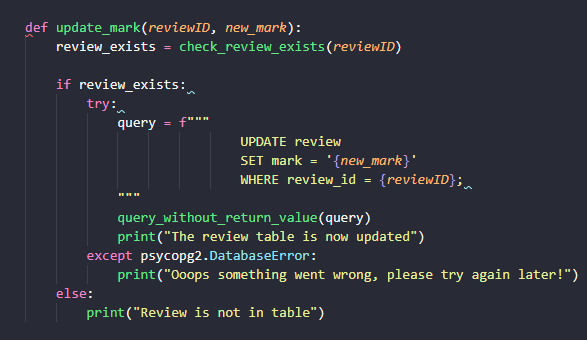 def update_mark(reviewID, new_mark):
    review_exists = check_review_exists(reviewID)
    if review_exists:
        try:
            query = f"""
                            UPDATE review
                            SET mark = '{new_mark}'
                            WHERE review_id = {reviewID};
            """
            query_without_return_value(query)
            print("The review table is now updated")
        except psycopg2.DatabaseError:
            print("Ooops something went wrong, please try again later!")
    else:
        print("Review is not in table")